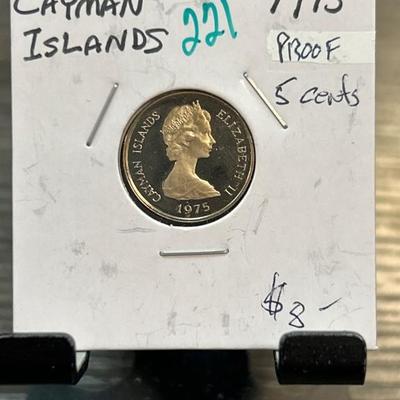 CAYMAN 1975
ISLANDS 221 PROOF
5 cents
CAYMAN ISLANDS ELIZABETH II
1975
$8-